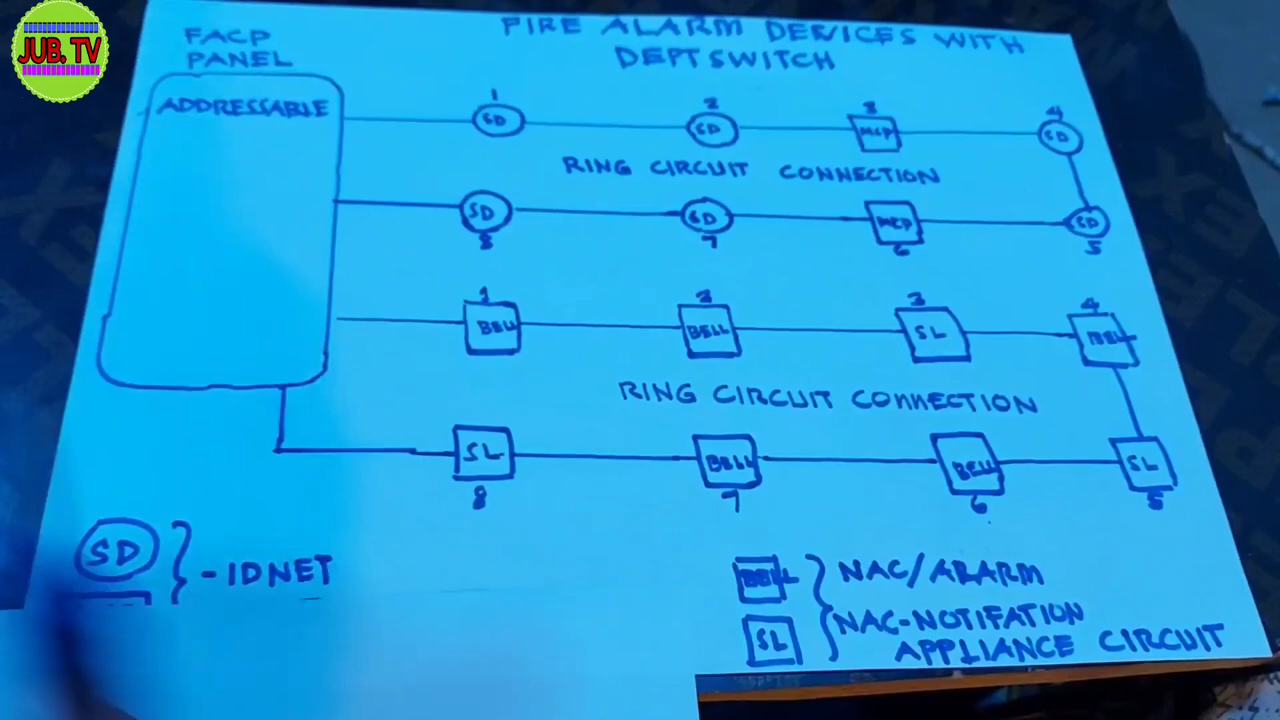 JUB. TV
FACP
PANEL
FIRE ALARM DEVICES WITH
DEPT SWITCH
ADDRESSABLE
1 2 3 4
SD SD MCP SD
RING CIRCUIT CONNECTION
SD SD MCP SD
8 7 6 5
1 2 3 4
BELL BELL SL BELL
RING CIRCUIT CONNECTION
SL BELL BELL SL
8 7 6 5
SD - IDNET
BELL NAC/ALARM
SL NAC-NOTIFATION
APPLIANCE CIRCUIT